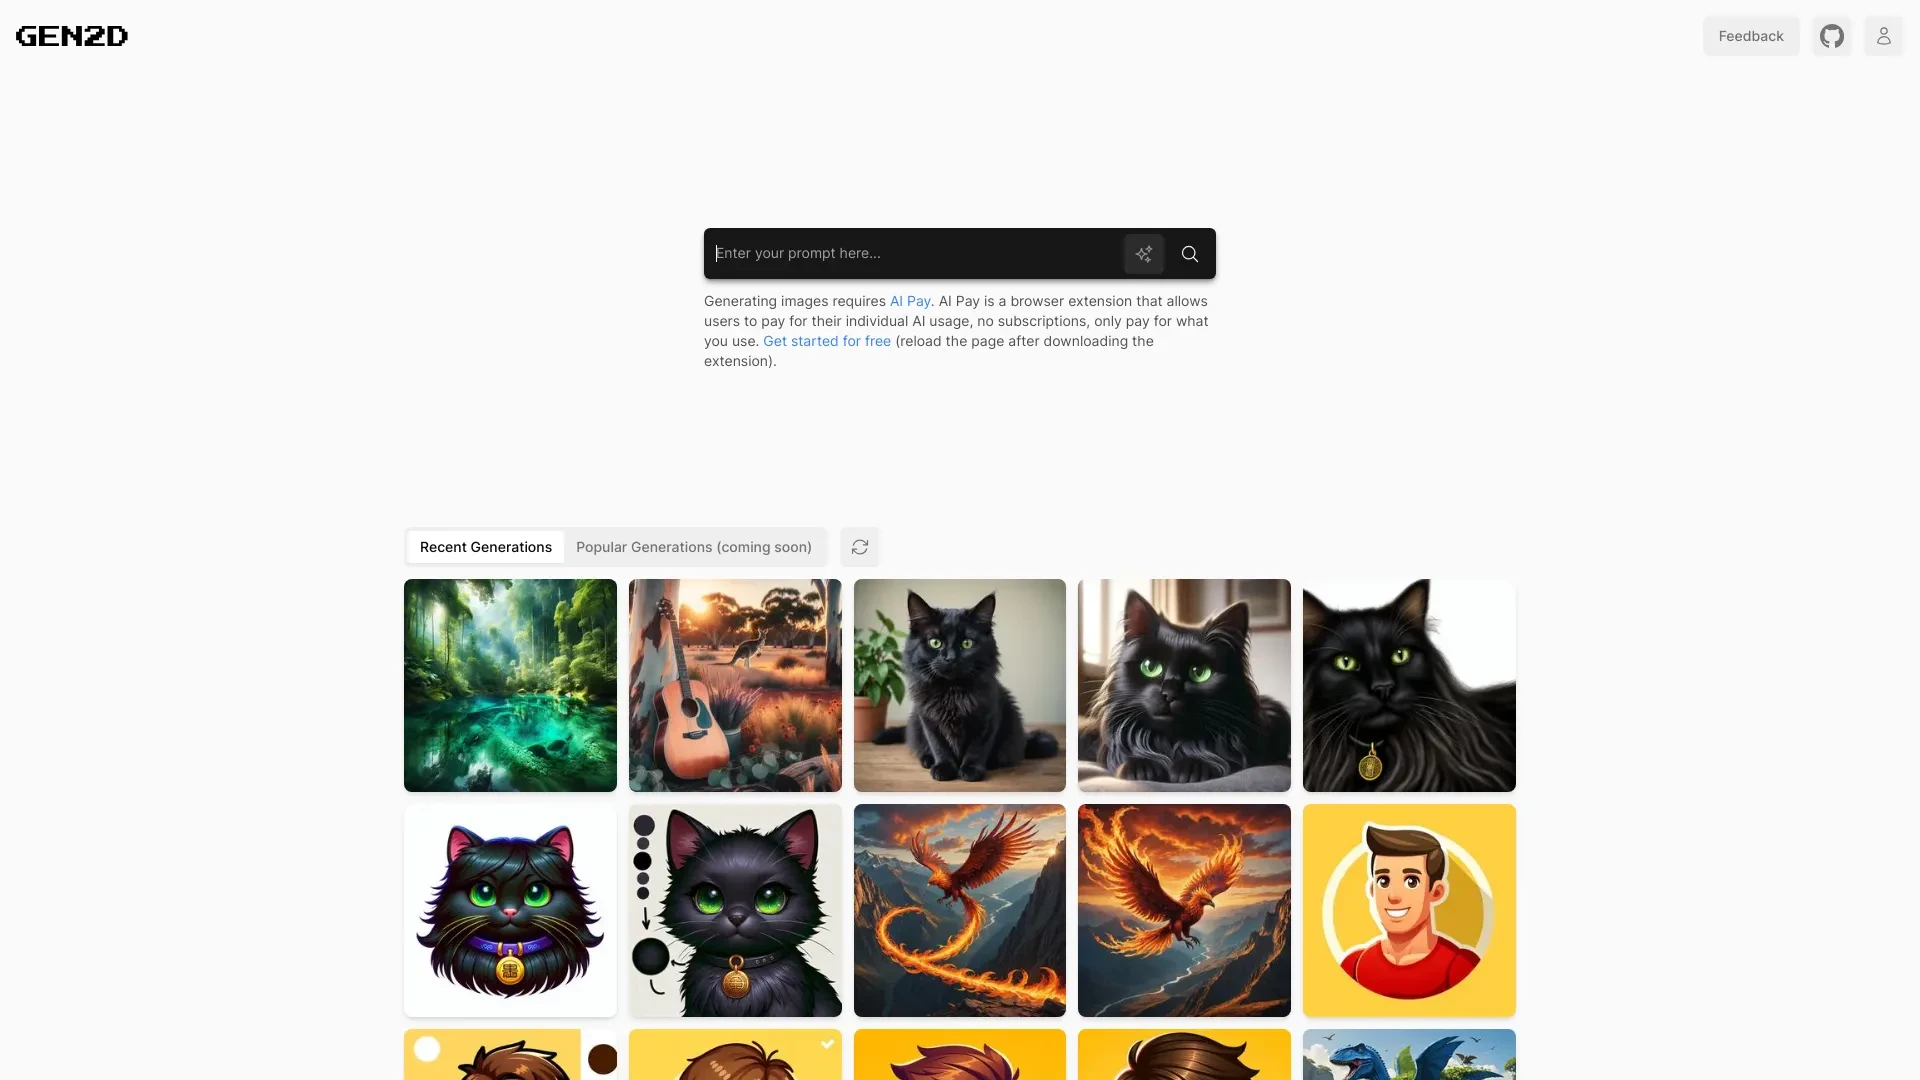 GEN2D
Feedback
Enter your prompt here...
Generating images requires AI Pay. AI Pay is a browser extension that allows
users to pay for their individual AI usage, no subscriptions, only pay for what
you use. Get started for free (reload the page after downloading the
extension).
Recent Generations
Popular Generations (coming soon)